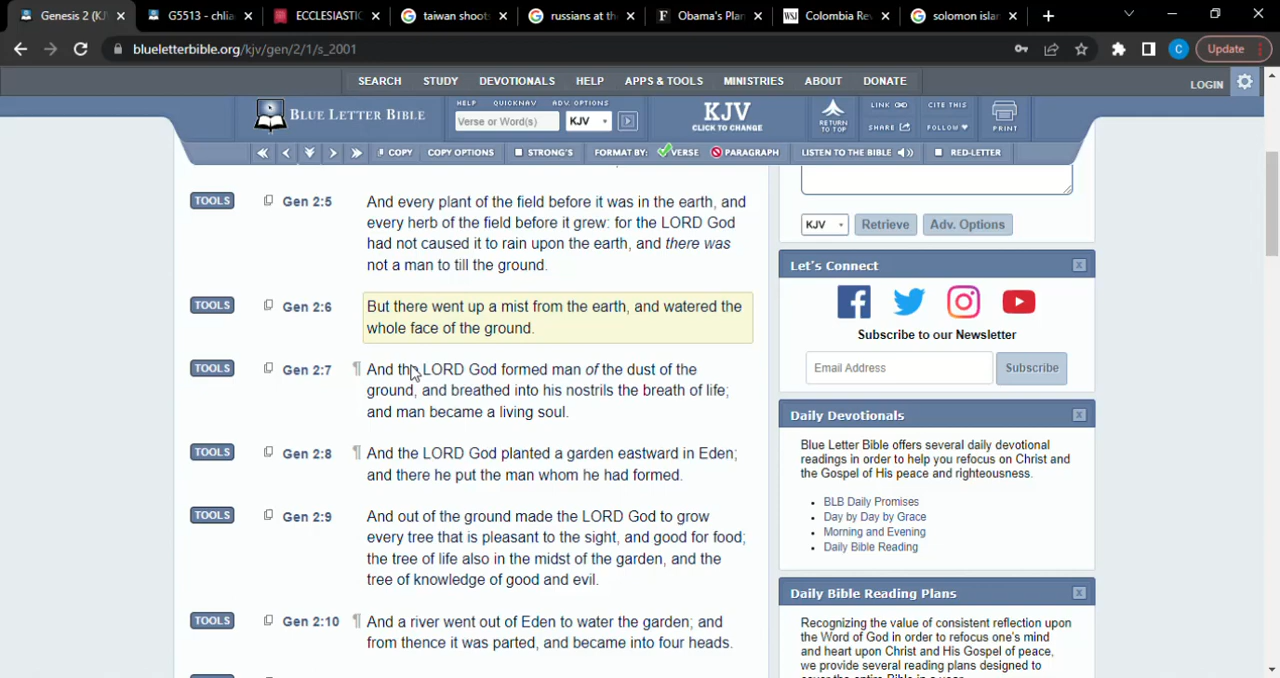 Genesis 2 (KJ
G5513 - chlia
ECCLESIASTIC
taiwan shoots
russians at the
Obama's Plan
Colombia Rev
solomon islan
blueletterbible.org/kjv/gen/2/1/s_2001
C
Update
SEARCH STUDY DEVOTIONALS HELP APPS & TOOLS MINISTRIES ABOUT DONATE
LOGIN
BLUE LETTER BIBLE
HELP QUICKNAV ADV. OPTIONS
Verse or Word(s) KJV
KJV
CLICK TO CHANGE
RETURN
TO TOP
LINK CITE THIS
SHARE FOLLOW
PRINT
COPY COPY OPTIONS STRONG'S FORMAT BY: VERSE PARAGRAPH LISTEN TO THE BIBLE RED-LETTER
TOOLS Gen 2:5 And every plant of the field before it was in the earth, and
every herb of the field before it grew: for the LORD God
had not caused it to rain upon the earth, and there was
not a man to till the ground.
TOOLS Gen 2:6 But there went up a mist from the earth, and watered the
whole face of the ground.
TOOLS Gen 2:7 ¶ And the LORD God formed man of the dust of the
ground, and breathed into his nostrils the breath of life;
and man became a living soul.
TOOLS Gen 2:8 ¶ And the LORD God planted a garden eastward in Eden;
and there he put the man whom he had formed.
TOOLS Gen 2:9 And out of the ground made the LORD God to grow
every tree that is pleasant to the sight, and good for food;
the tree of life also in the midst of the garden, and the
tree of knowledge of good and evil.
TOOLS Gen 2:10 ¶ And a river went out of Eden to water the garden; and
from thence it was parted, and became into four heads.
KJV Retrieve Adv. Options
Let's Connect x
Subscribe to our Newsletter
Email Address Subscribe
Daily Devotionals x
Blue Letter Bible offers several daily devotional
readings in order to help you refocus on Christ and
the Gospel of His peace and righteousness.
• BLB Daily Promises
• Day by Day by Grace
• Morning and Evening
• Daily Bible Reading
Daily Bible Reading Plans x
Recognizing the value of consistent reflection upon
the Word of God in order to refocus one's mind
and heart upon Christ and His Gospel of peace,
we provide several reading plans designed to
cover the entire Bible in a year.